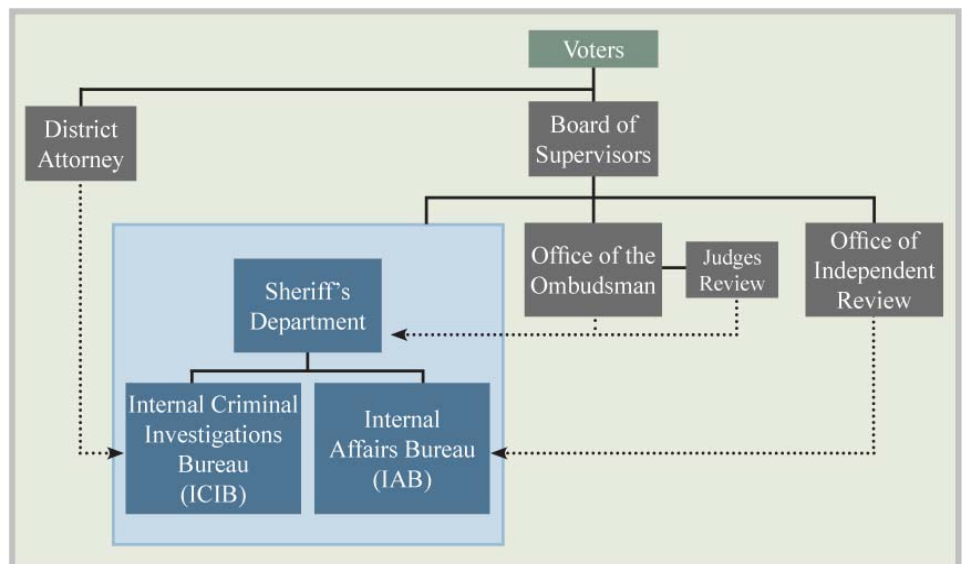 Voters
District
Attorney
Board of
Supervisors
Office of the
Ombudsman
Judges
Review
Office of
Independent
Review
Sheriff’s
Department
Internal Criminal
Investigations
Bureau
(ICIB)
Internal
Affairs Bureau
(IAB)